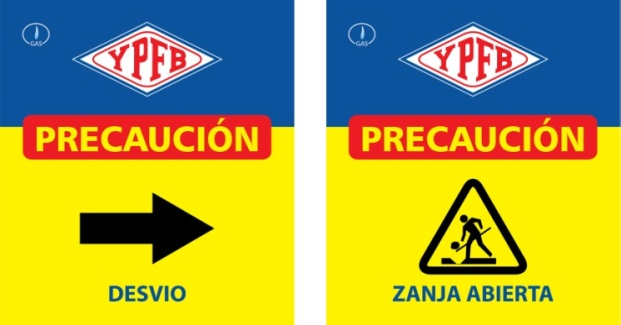 GAS
YPFB
PRECAUCIÓN
DESVIO
GAS
YPFB
PRECAUCIÓN
ZANJA ABIERTA